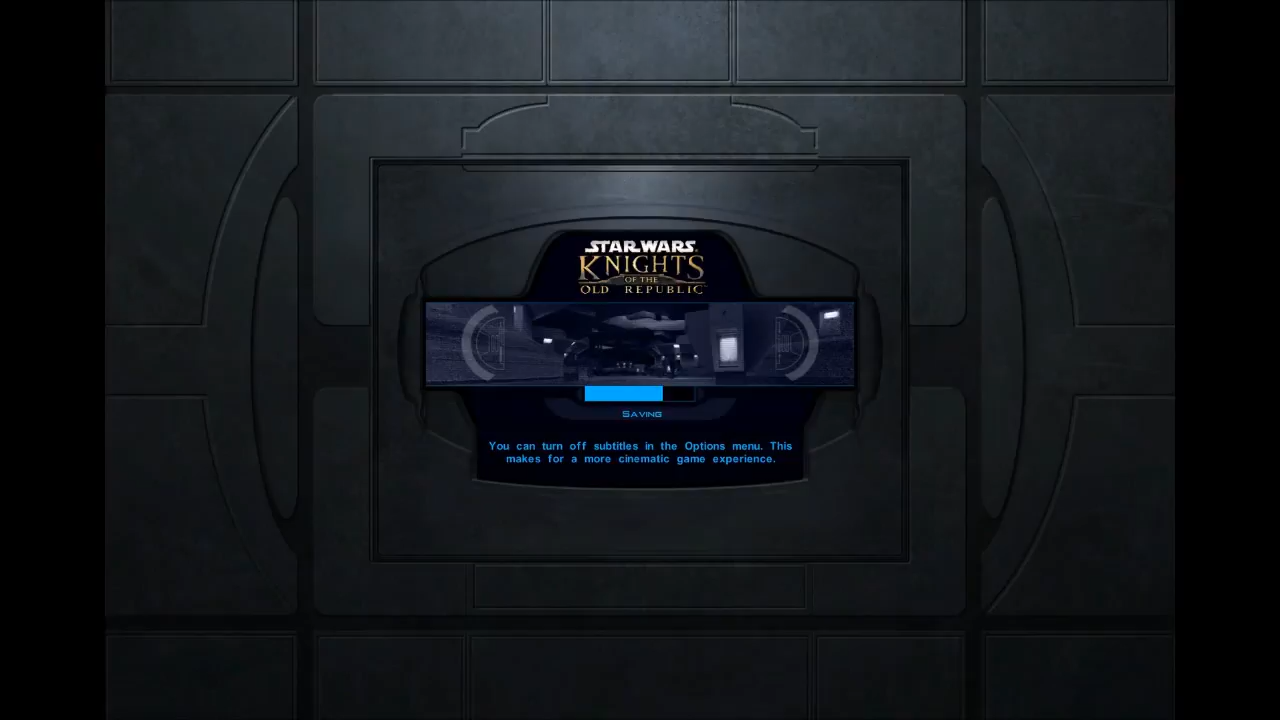 STAR WARS
KNIGHTS
OF THE
OLD REPUBLIC
SAVING
You can turn off subtitles in the Options menu. This
makes for a more cinematic game experience.